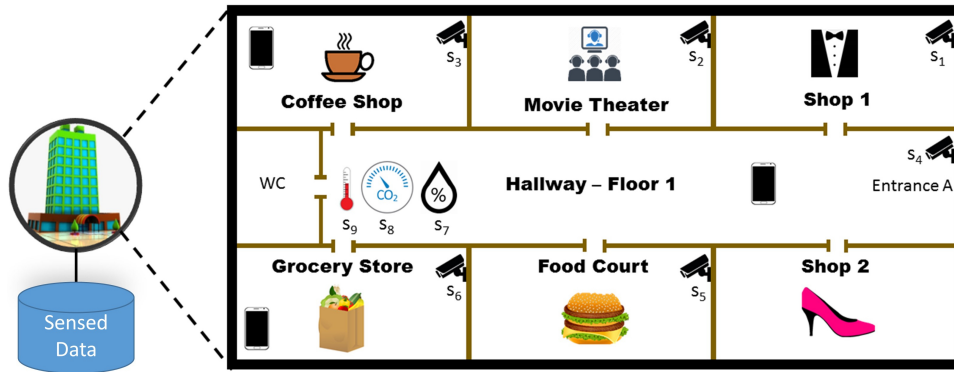 s3
s2
s1
Coffee Shop
Movie Theater
Shop 1
s4
WC
CO2
%
Hallway – Floor 1
Entrance A
s9
s8
s7
Grocery Store
Food Court
Shop 2
s6
s5
Sensed
Data